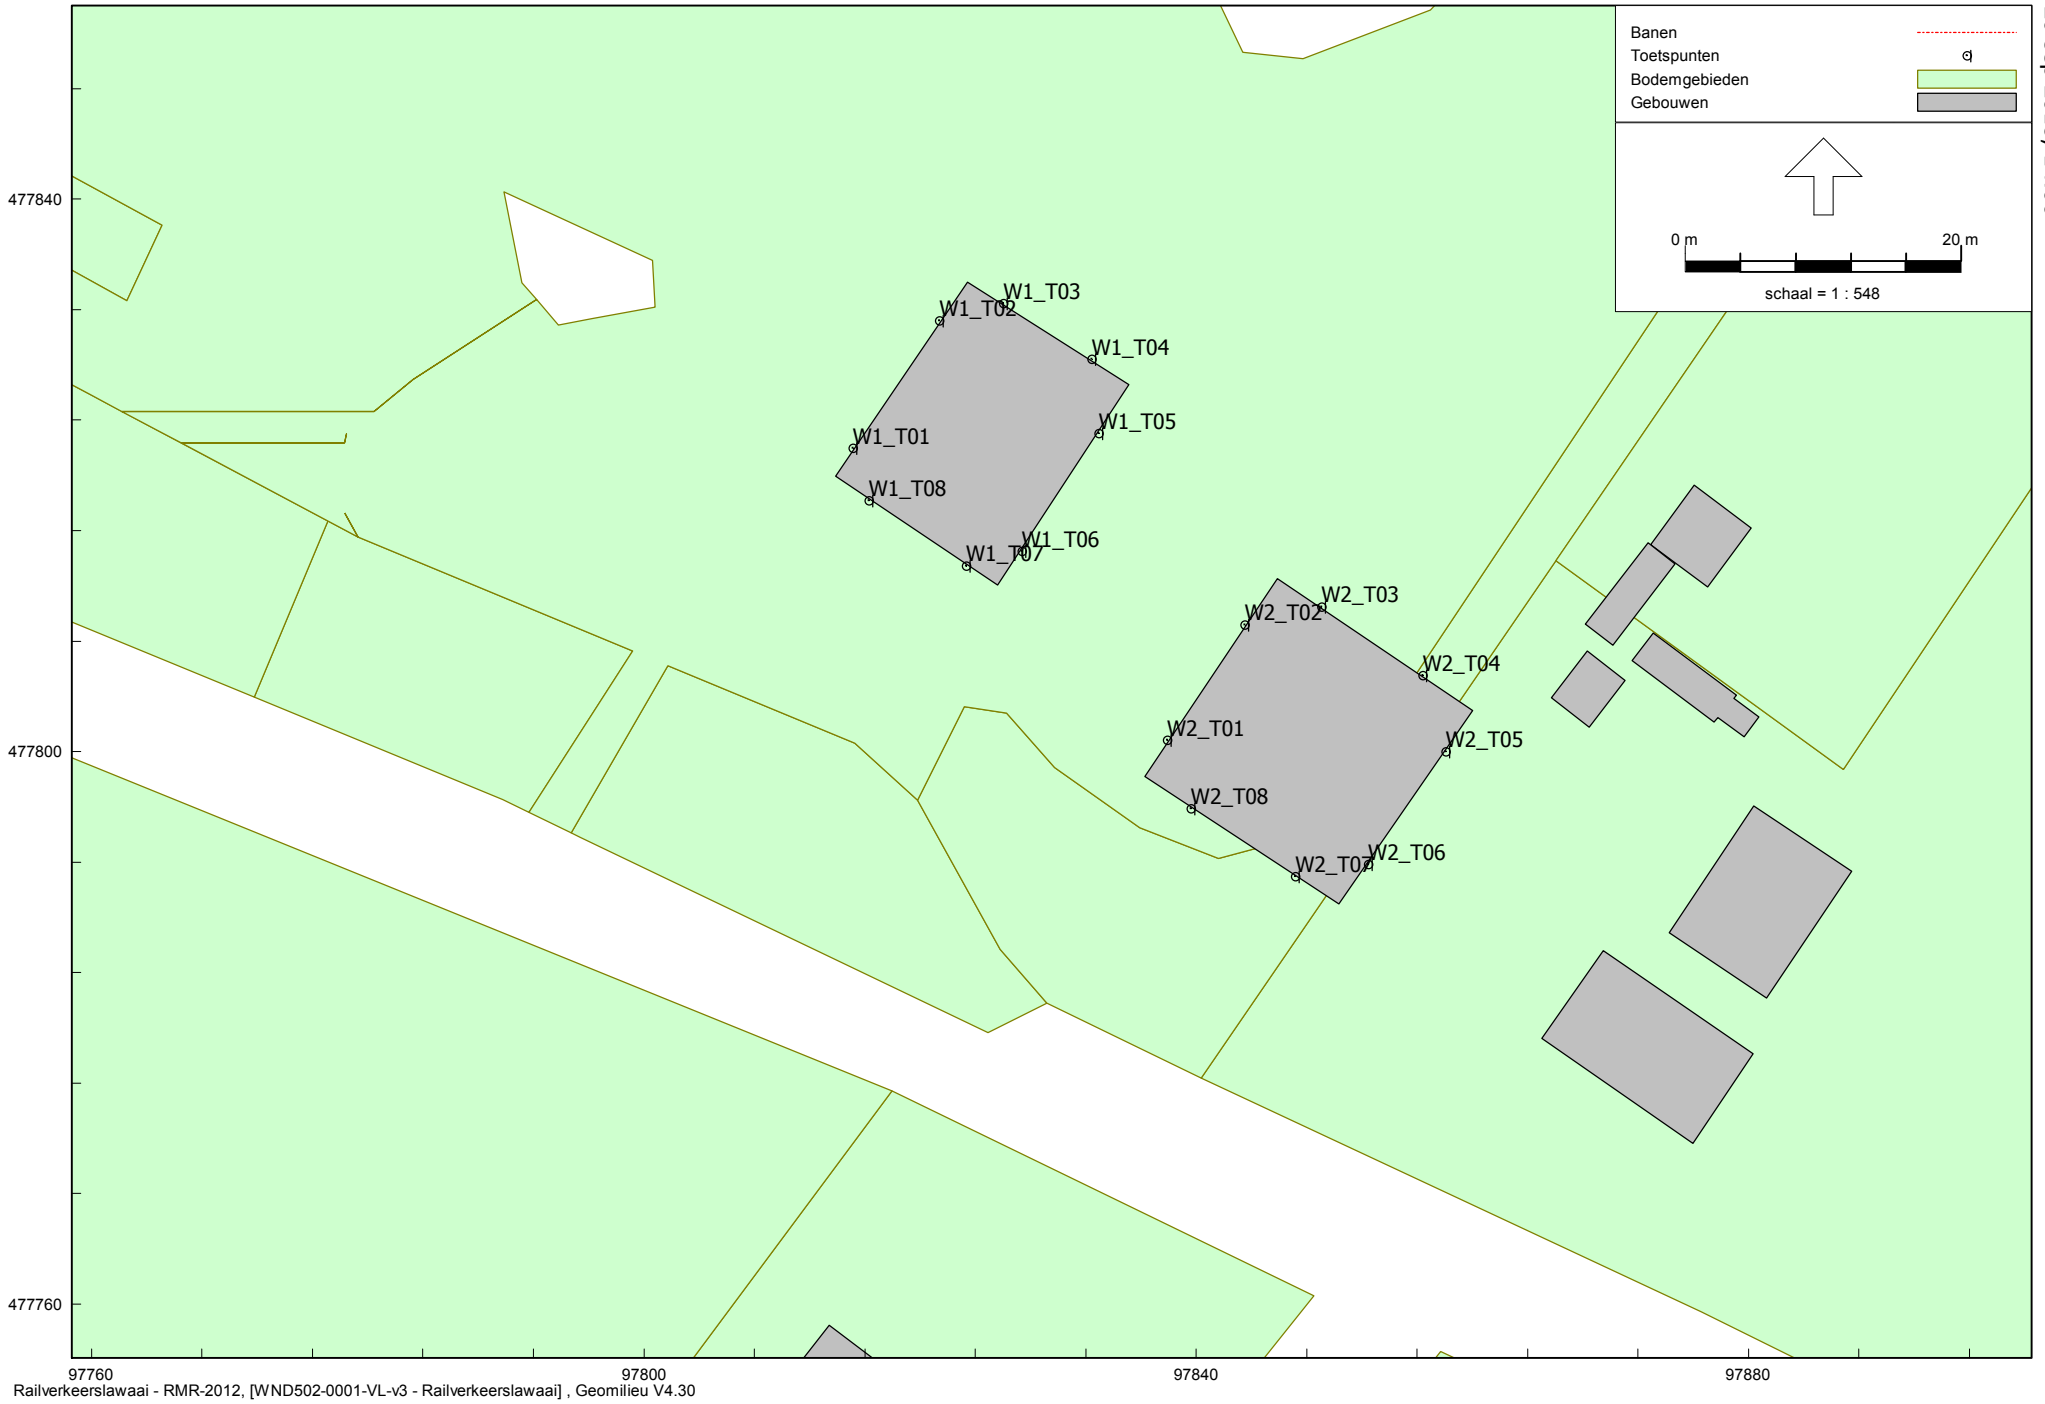 Banen
Toetspunten
Bodemgebieden
Gebouwen
0 m 20 m
schaal = 1 : 548
477840
477800
477760
W1_T03
W1_T02
W1_T04
W1_T05
W1_T01
W1_T08
W1_T06
W1_T07
W2_T03
W2_T02
W2_T04
W2_T01
W2_T05
W2_T08
W2_T06
W2_T07
97760 97800 97840 97880
Railverkeerslawaai - RMR-2012, [WND502-0001-VL-v3 - Railverkeerslawaai] , Geomilieu V4.30